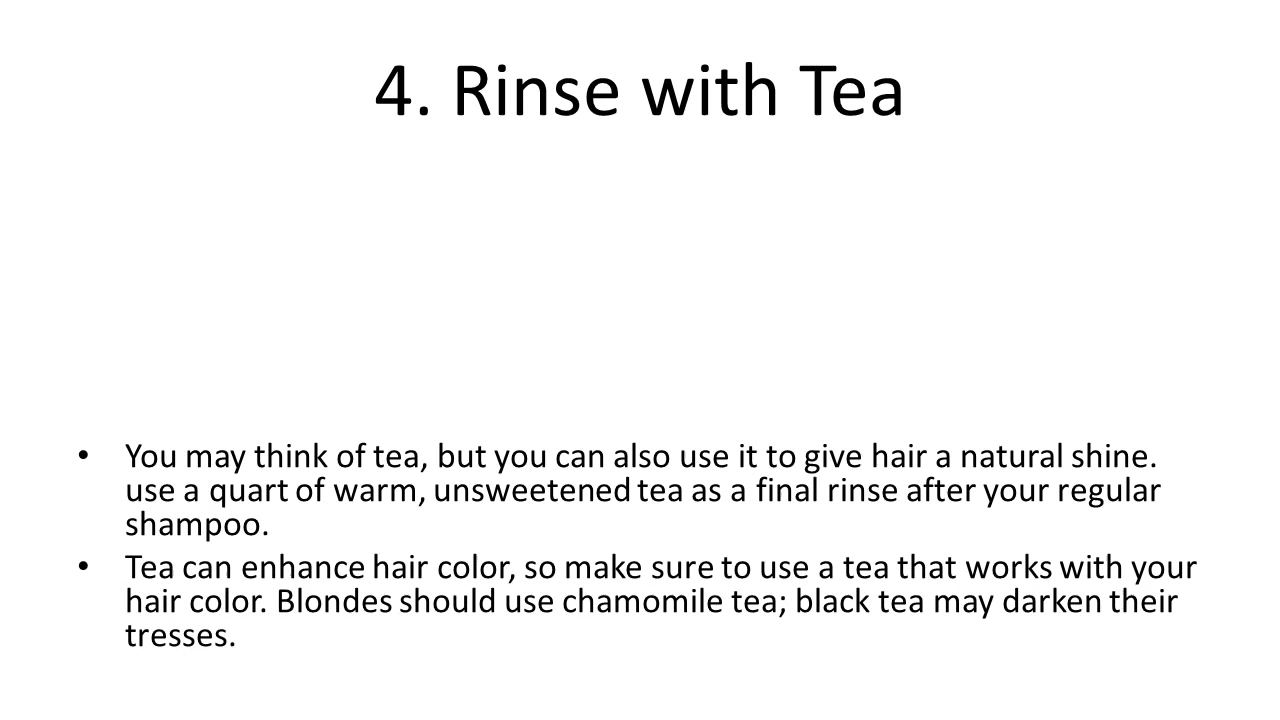 4. Rinse with Tea
• You may think of tea, but you can also use it to give hair a natural shine.
use a quart of warm, unsweetened tea as a final rinse after your regular
shampoo.
• Tea can enhance hair color, so make sure to use a tea that works with your
hair color. Blondes should use chamomile tea; black tea may darken their
tresses.